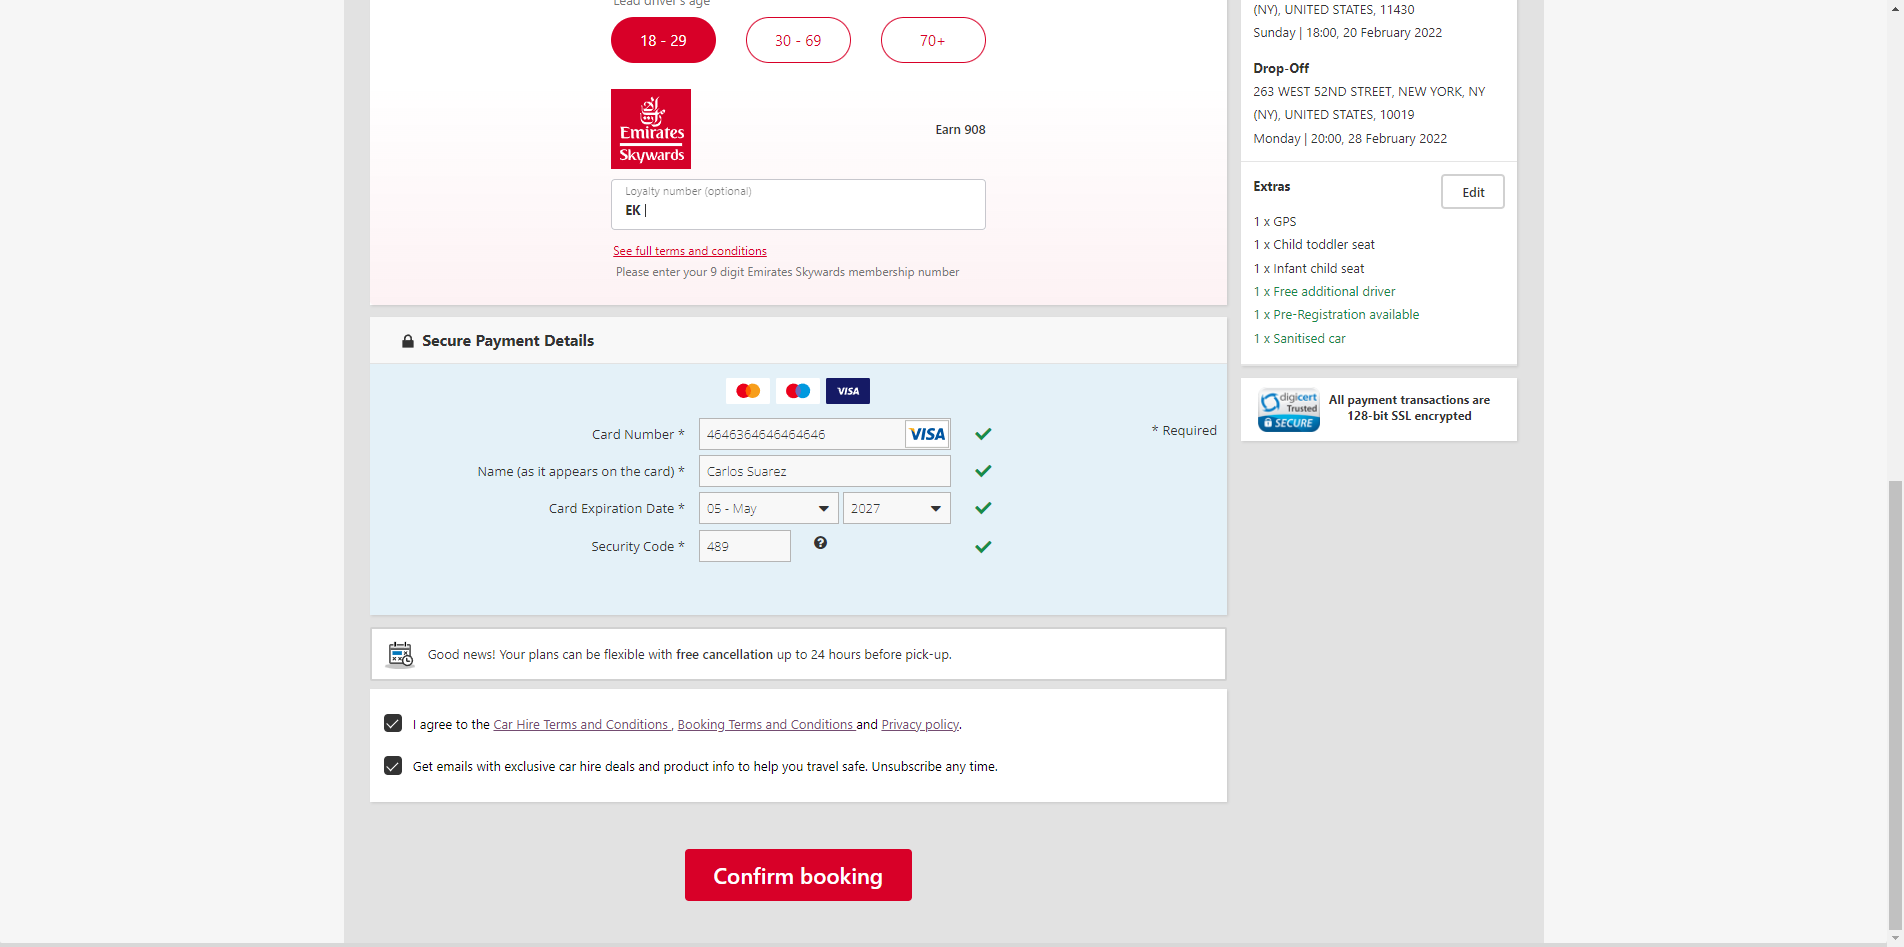 Lead driver's age
18 - 29
30 - 69
70+
Emirates
Skywards
Earn 908
Loyalty number (optional)
EK
See full terms and conditions
Please enter your 9 digit Emirates Skywards membership number
Secure Payment Details
VISA
Card Number *
4646364646464646
VISA
* Required
Name (as it appears on the card) *
Carlos Suarez
Card Expiration Date *
05 - May
2027
Security Code *
489
?
Good news! Your plans can be flexible with free cancellation up to 24 hours before pick-up.
I agree to the Car Hire Terms and Conditions , Booking Terms and Conditions and Privacy policy.
Get emails with exclusive car hire deals and product info to help you travel safe. Unsubscribe any time.
Confirm booking
(NY), UNITED STATES, 11430
Sunday | 18:00, 20 February 2022
Drop-Off
263 WEST 52ND STREET, NEW YORK, NY
(NY), UNITED STATES, 10019
Monday | 20:00, 28 February 2022
Extras
Edit
1 x GPS
1 x Child toddler seat
1 x Infant child seat
1 x Free additional driver
1 x Pre-Registration available
1 x Sanitised car
digicert
Trusted
SECURE
All payment transactions are
128-bit SSL encrypted